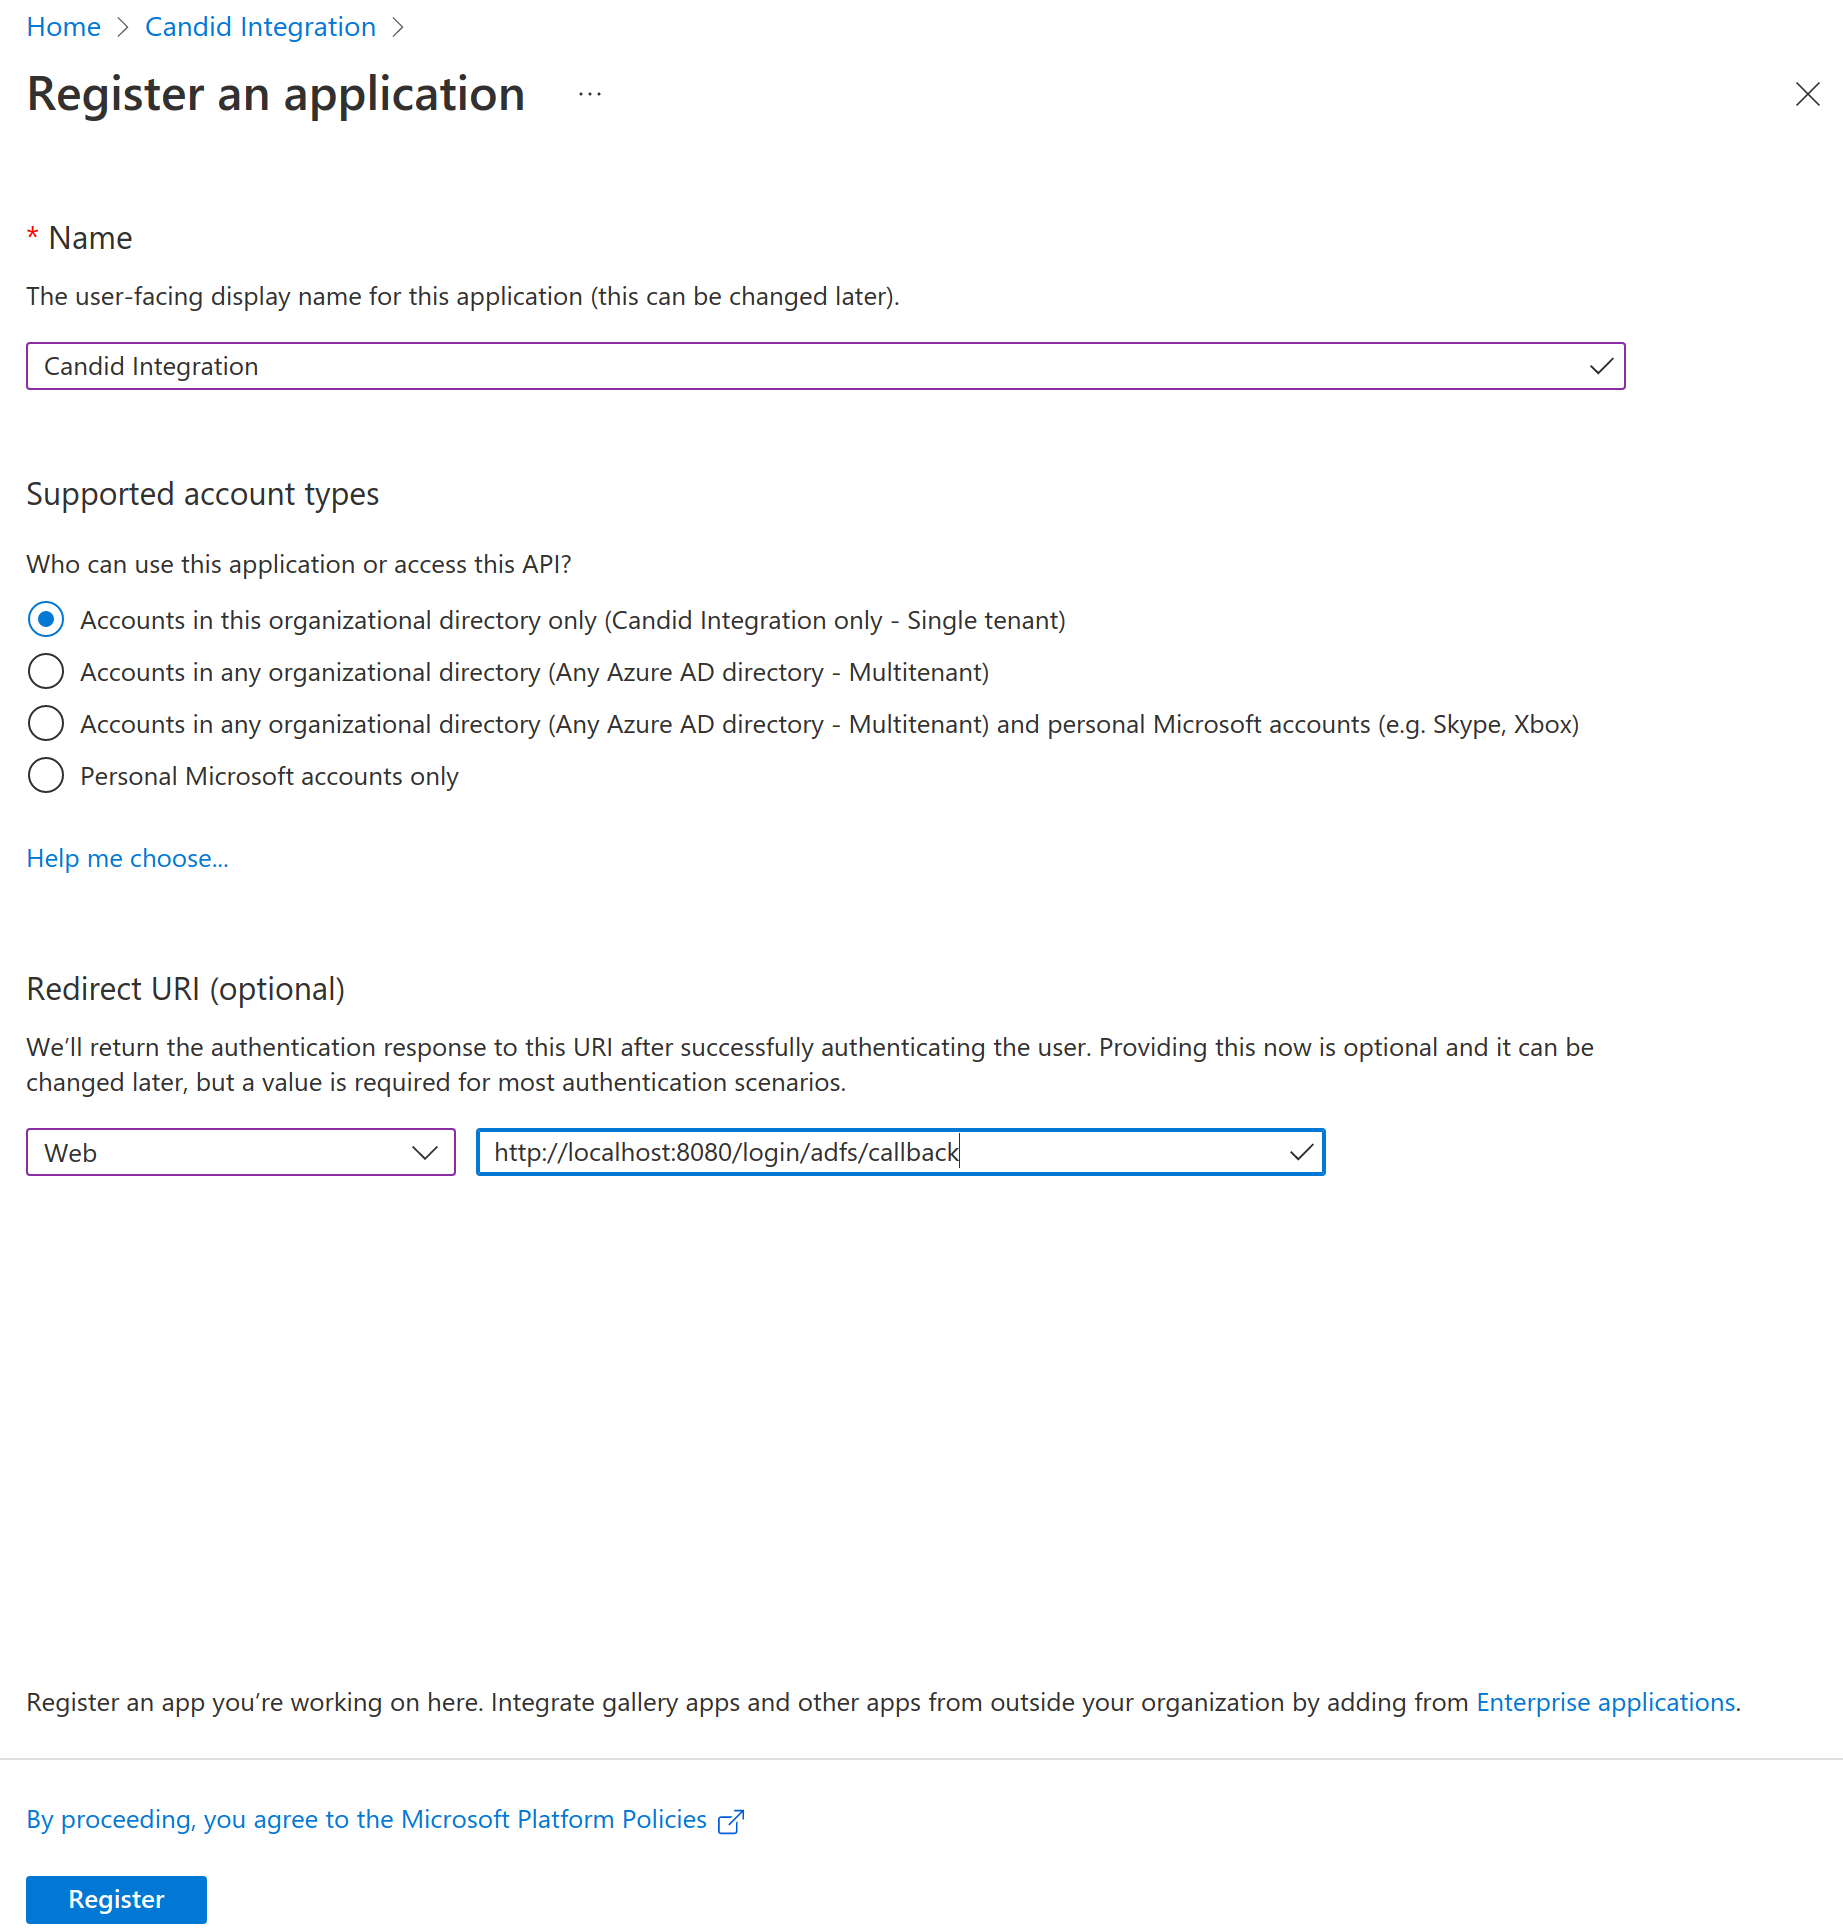 Home > Candid Integration >
Register an application ...
* Name
The user-facing display name for this application (this can be changed later).
Candid Integration
Supported account types
Who can use this application or access this API?
Accounts in this organizational directory only (Candid Integration only - Single tenant)
Accounts in any organizational directory (Any Azure AD directory - Multitenant)
Accounts in any organizational directory (Any Azure AD directory - Multitenant) and personal Microsoft accounts (e.g. Skype, Xbox)
Personal Microsoft accounts only
Help me choose...
Redirect URI (optional)
We’ll return the authentication response to this URI after successfully authenticating the user. Providing this now is optional and it can be
changed later, but a value is required for most authentication scenarios.
Web
http://localhost:8080/login/adfs/callback
Register an app you’re working on here. Integrate gallery apps and other apps from outside your organization by adding from Enterprise applications.
By proceeding, you agree to the Microsoft Platform Policies
Register